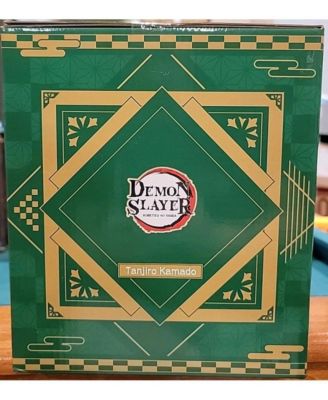 DEMON
SLAYER
KIMETSU NO YAIBA
Tanjiro Kamado